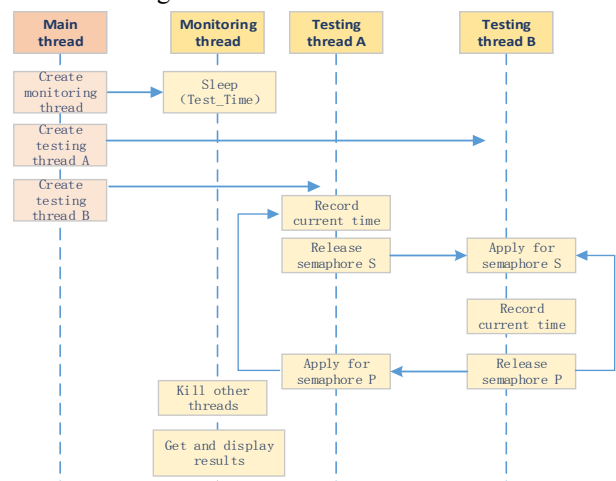 Main
thread
Monitoring
thread
Testing
thread A
Testing
thread B
Create
monitoring
thread
Sleep
(Test_Time)
Create
testing
thread A
Create
testing
thread B
Record
current time
Release
semaphore S
Apply for
semaphore S
Record
current time
Apply for
semaphore P
Release
semaphore P
Kill other
threads
Get and display
results